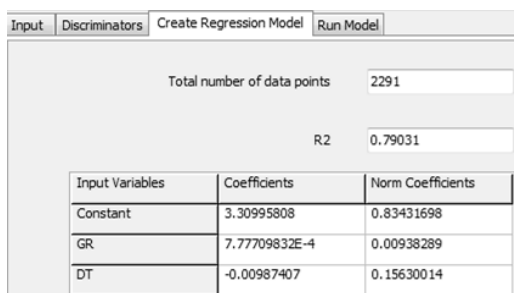 Input Discriminators Create Regression Model Run Model
Total number of data points 2291
R2 0.79031
Input Variables Coefficients Norm Coefficients
Constant 3.30995808 0.83431698
GR 7.77709832E-4 0.00938289
DT -0.00987407 0.15630014